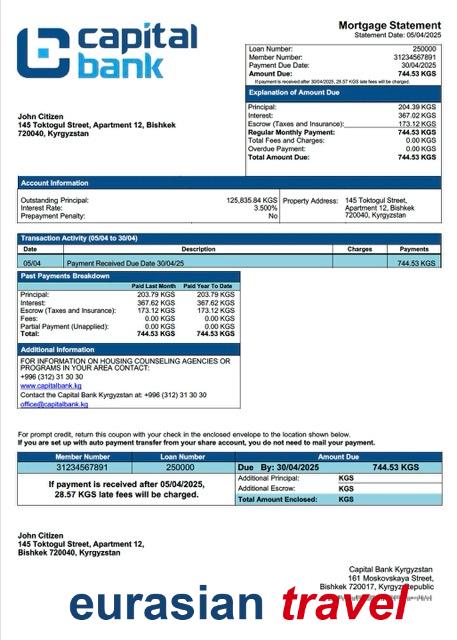 capital
bank
Mortgage Statement
Statement Date: 05/04/2025
Loan Number: 250000
Member Number: 31234567891
Payment Due Date: 30/04/2025
Amount Due: 744.53 KGS
If payment is received after 30/04/2025, 28.57 KGS late fees will be charged.
Explanation of Amount Due
Principal: 204.39 KGS
Interest: 367.02 KGS
Escrow (Taxes and Insurance): 173.12 KGS
Regular Monthly Payment: 744.53 KGS
Total Fees and Charges: 0.00 KGS
Overdue Payment: 0.00 KGS
Total Amount Due: 744.53 KGS
John Citizen
145 Toktogul Street, Apartment 12, Bishkek
720040, Kyrgyzstan
Account Information
Outstanding Principal: 125,835.84 KGS
Interest Rate: 3.500%
Prepayment Penalty: No
Property Address: 145 Toktogul Street,
Apartment 12, Bishkek
720040, Kyrgyzstan
Transaction Activity (05/04 to 30/04)
Date Description Charges Payments
05/04 Payment Received Due Date 30/04/25 744.53 KGS
Past Payments Breakdown
Paid Last Month Paid Year To Date
Principal: 203.79 KGS 203.79 KGS
Interest: 367.62 KGS 367.62 KGS
Escrow (Taxes and Insurance): 173.12 KGS 173.12 KGS
Fees: 0.00 KGS 0.00 KGS
Partial Payment (Unapplied): 0.00 KGS 0.00 KGS
Total: 744.53 KGS 744.53 KGS
Additional Information
FOR INFORMATION ON HOUSING COUNSELING AGENCIES OR
PROGRAMS IN YOUR AREA CONTACT:
+996 (312) 31 30 30
www.capitalbank.kg
Contact the Capital Bank Kyrgyzstan at: +996 (312) 31 30 30
office@capitalbank.kg
For prompt credit, return this coupon with your check in the enclosed envelope to the location shown below.
If you are set up with auto payment transfer from your share account, you do not need to mail your payment.
Member Number Loan Number Amount Due
31234567891 250000 Due By: 30/04/2025 744.53 KGS
If payment is received after 05/04/2025,
28.57 KGS late fees will be charged.
Additional Principal: KGS
Additional Escrow: KGS
Total Amount Enclosed: KGS
John Citizen
145 Toktogul Street, Apartment 12,
Bishkek 720040, Kyrgyzstan
Capital Bank Kyrgyzstan
161 Moskovskaya Street,
Bishkek 720017, Kyrgyz Republic
eurasian travel